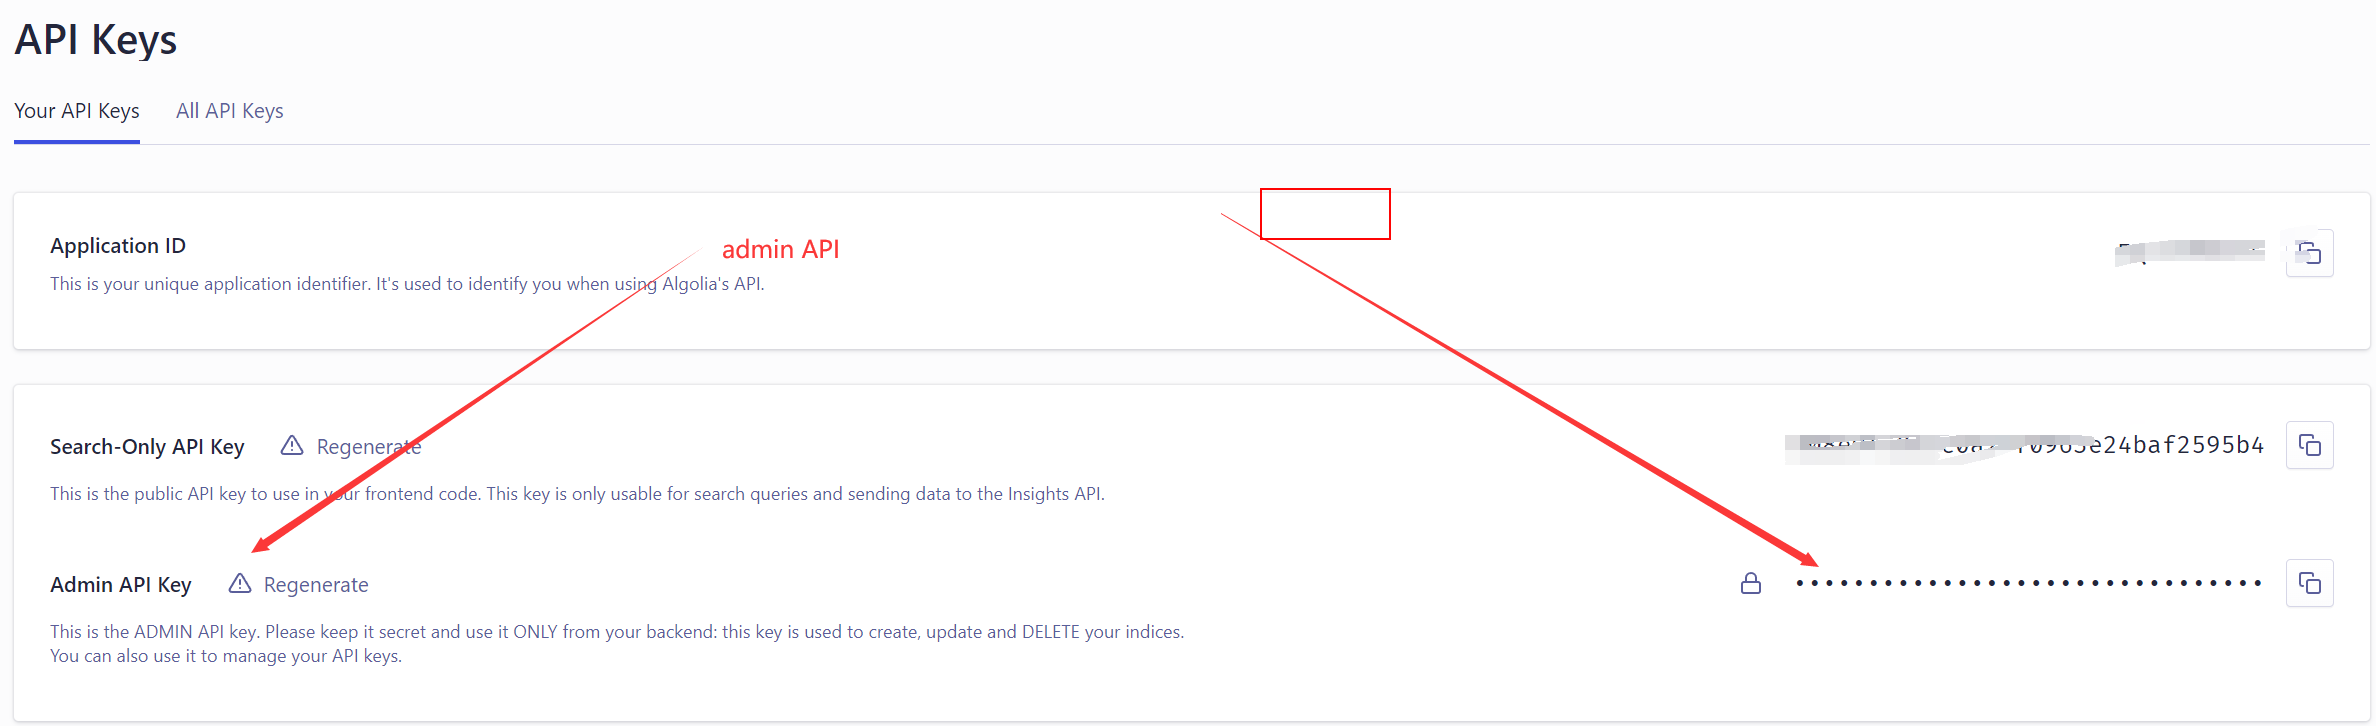 API Keys
Your API Keys
All API Keys
Application ID
admin API
This is your unique application identifier. It's used to identify you when using Algolia's API.
Search-Only API Key
Regenerate
e24baf2595b4
This is the public API key to use in your frontend code. This key is only usable for search queries and sending data to the Insights API.
Admin API Key
Regenerate
••••••••••••••••••••••••••••••••
This is the ADMIN API key. Please keep it secret and use it ONLY from your backend: this key is used to create, update and DELETE your indices.
You can also use it to manage your API keys.